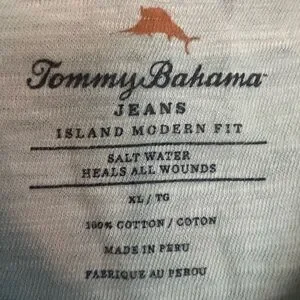 Tommy Bahama
JEANS
ISLAND MODERN FIT
SALT WATER
HEALS ALL WOUNDS
XL / TG
100% COTTON / COTON
MADE IN PERU
FABRIQUE AU PEROU